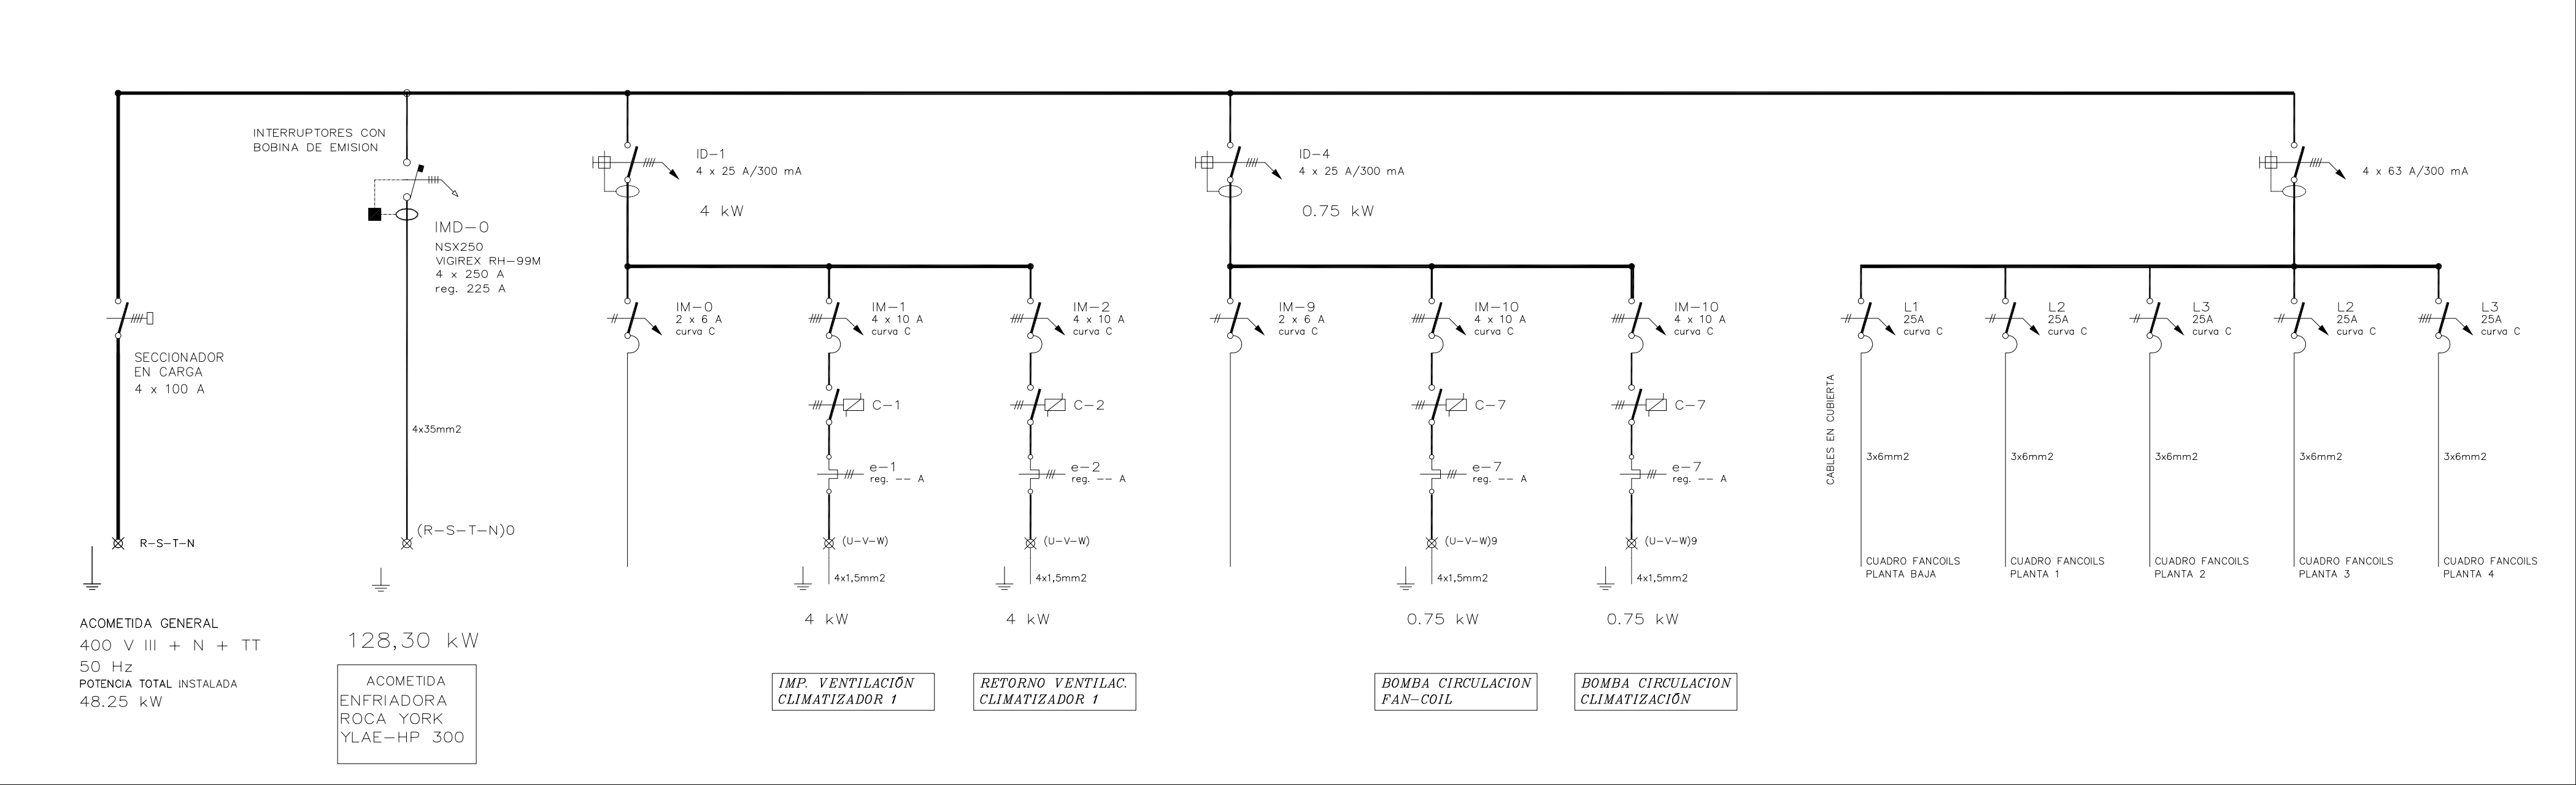 INTERRUPTORES CON
BOBINA DE EMISION
IMD-0
NSX250
VIGIREX RH-99M
4 x 250 A
reg. 225 A
SECCIONADOR
EN CARGA
4 x 100 A
4x35mm2
R-S-T-N
(R-S-T-N)0
ACOMETIDA GENERAL
400 V III + N + TT
50 Hz
POTENCIA TOTAL INSTALADA
48.25 kW
128,30 kW
ACOMETIDA
ENFRIADORA
ROCA YORK
YLAE-HP 300
ID-1
4 x 25 A/300 mA
4 kW
IM-0
2 x 6 A
curva C
IM-1
4 x 10 A
curva C
C-1
e-1
reg. -- A
(U-V-W)
4x1,5mm2
4 kW
IMP. VENTILACIÓN
CLIMATIZADOR 1
IM-2
4 x 10 A
curva C
C-2
e-2
reg. -- A
(U-V-W)
4x1,5mm2
4 kW
RETORNO VENTILAC.
CLIMATIZADOR 1
ID-4
4 x 25 A/300 mA
0.75 kW
IM-9
2 x 6 A
curva C
IM-10
4 x 10 A
curva C
C-7
e-7
reg. -- A
(U-V-W)9
4x1,5mm2
0.75 kW
BOMBA CIRCULACION
FAN-COIL
IM-10
4 x 10 A
curva C
C-7
e-7
reg. -- A
(U-V-W)9
4x1,5mm2
0.75 kW
BOMBA CIRCULACION
CLIMATIZACIÓN
4 x 63 A/300 mA
CABLES EN CUBIERTA
L1
25A
curva C
3x6mm2
CUADRO FANCOILS
PLANTA BAJA
L2
25A
curva C
3x6mm2
CUADRO FANCOILS
PLANTA 1
L3
25A
curva C
3x6mm2
CUADRO FANCOILS
PLANTA 2
L2
25A
curva C
3x6mm2
CUADRO FANCOILS
PLANTA 3
L3
25A
curva C
3x6mm2
CUADRO FANCOILS
PLANTA 4